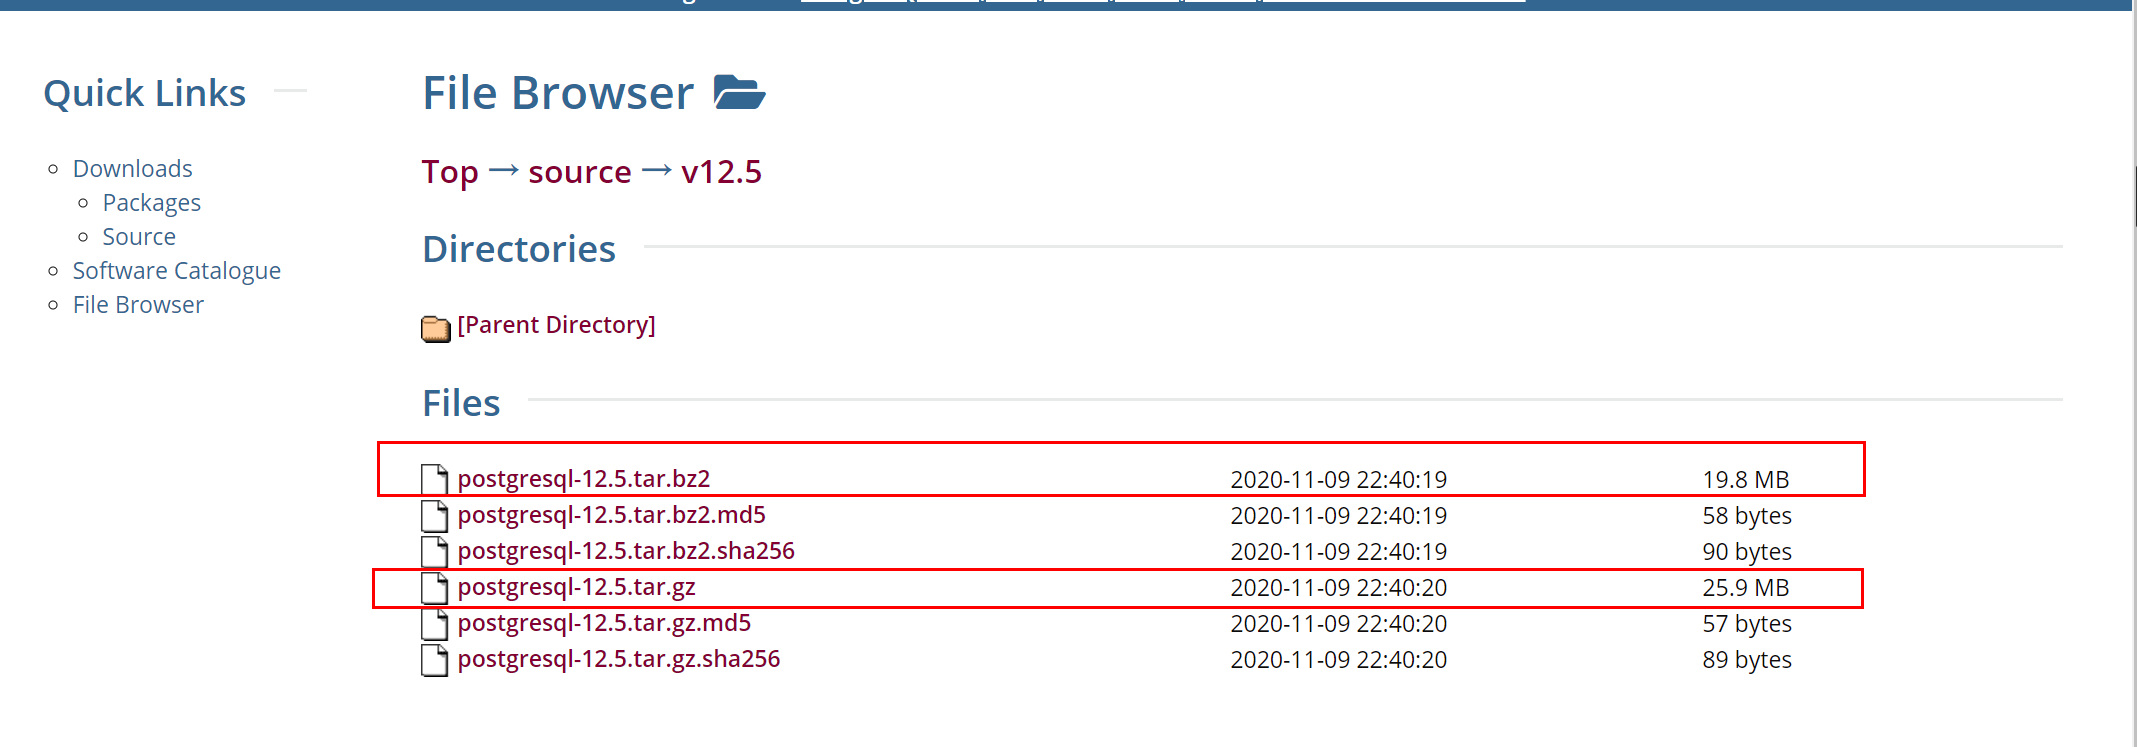 Quick Links
Downloads
Packages
Source
Software Catalogue
File Browser
File Browser
Top → source → v12.5
Directories
[Parent Directory]
Files
postgresql-12.5.tar.bz2 2020-11-09 22:40:19 19.8 MB
postgresql-12.5.tar.bz2.md5 2020-11-09 22:40:19 58 bytes
postgresql-12.5.tar.bz2.sha256 2020-11-09 22:40:19 90 bytes
postgresql-12.5.tar.gz 2020-11-09 22:40:20 25.9 MB
postgresql-12.5.tar.gz.md5 2020-11-09 22:40:20 57 bytes
postgresql-12.5.tar.gz.sha256 2020-11-09 22:40:20 89 bytes